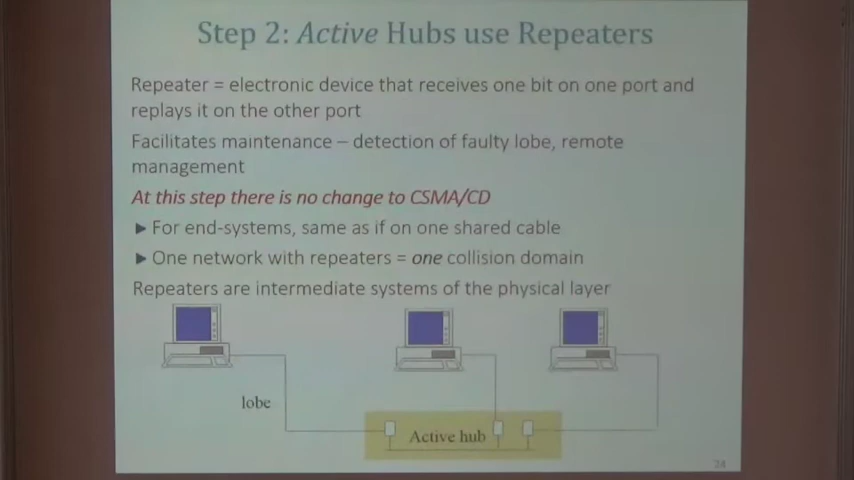 Step 2: Active Hubs use Repeaters
Repeater = electronic device that receives one bit on one port and
replays it on the other port
Facilitates maintenance – detection of faulty lobe, remote
management
At this step there is no change to CSMA/CD
▶ For end-systems, same as if on one shared cable
▶ One network with repeaters = one collision domain
Repeaters are intermediate systems of the physical layer
lobe
Active hub
24